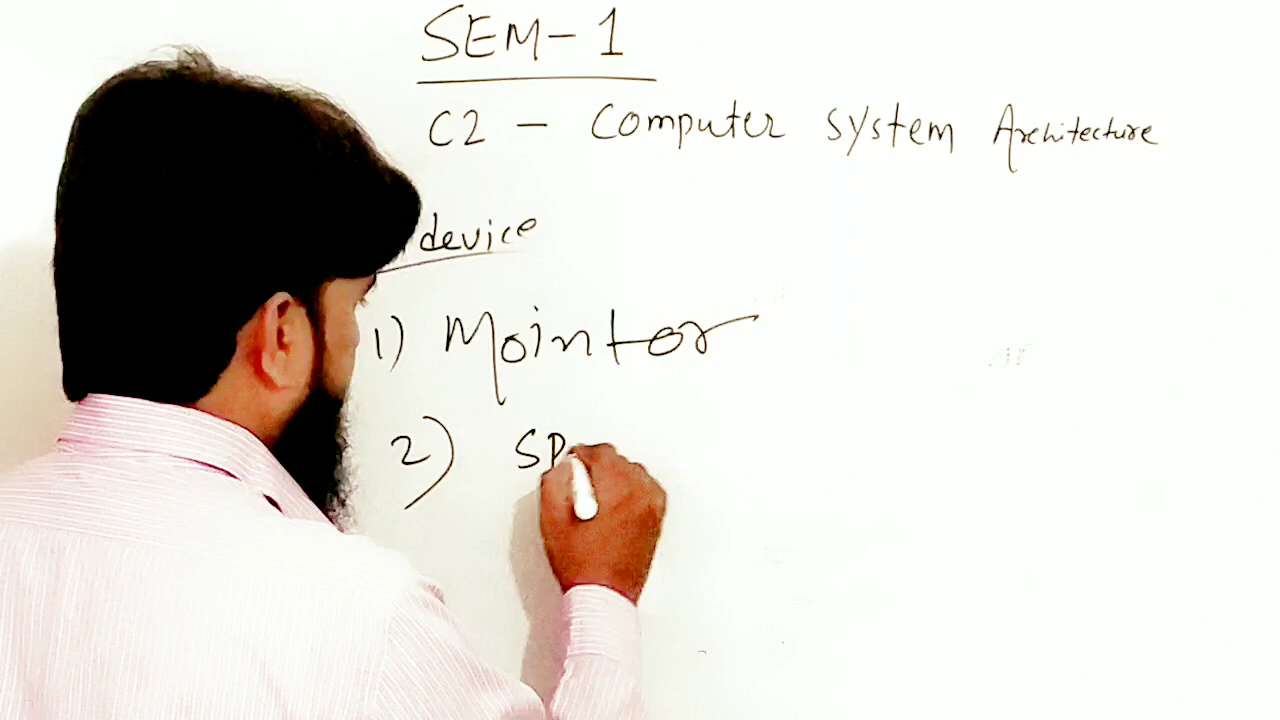 SEM-1
C2 - Computer system Architecture
device
1) Mointor
2) SP